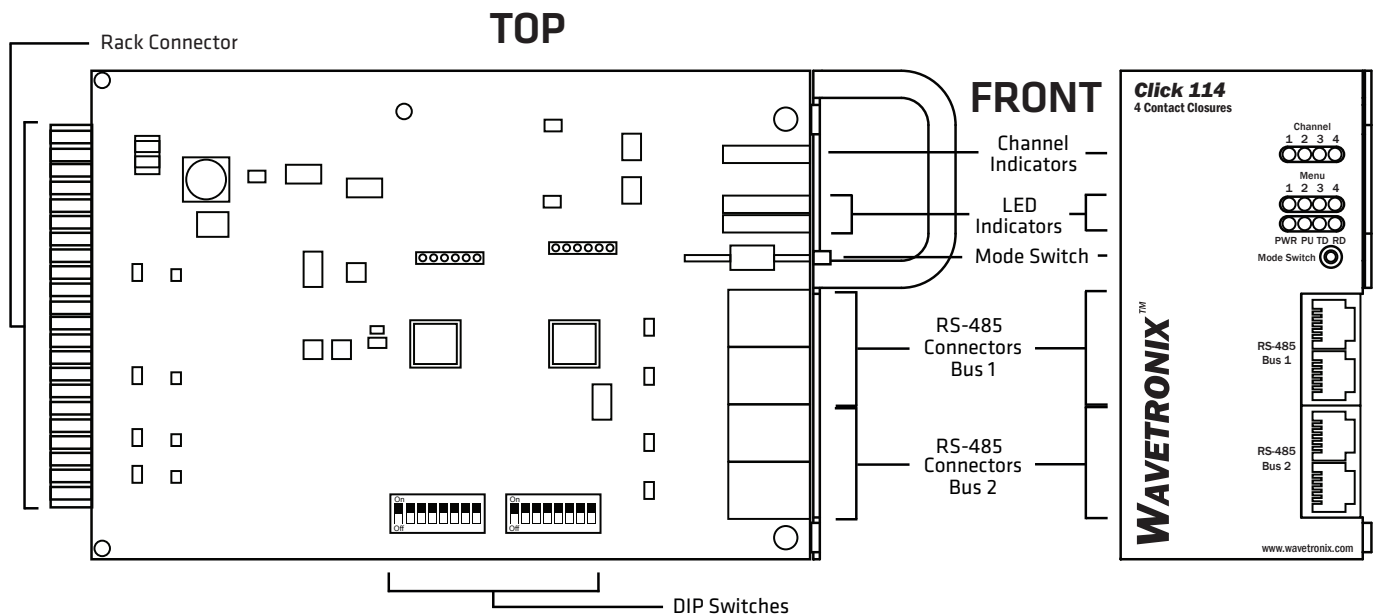 TOP
Rack Connector
FRONT
Channel
Indicators
LED
Indicators
Mode Switch
RS-485
Connectors
Bus 1
RS-485
Connectors
Bus 2
On
Off
On
Off
DIP Switches
Click 114
4 Contact Closures
Channel
1 2 3 4
Menu
1 2 3 4
PWR PU TD RD
Mode Switch
RS-485
Bus 1
RS-485
Bus 2
WAVETRONIX™
www.wavetronix.com